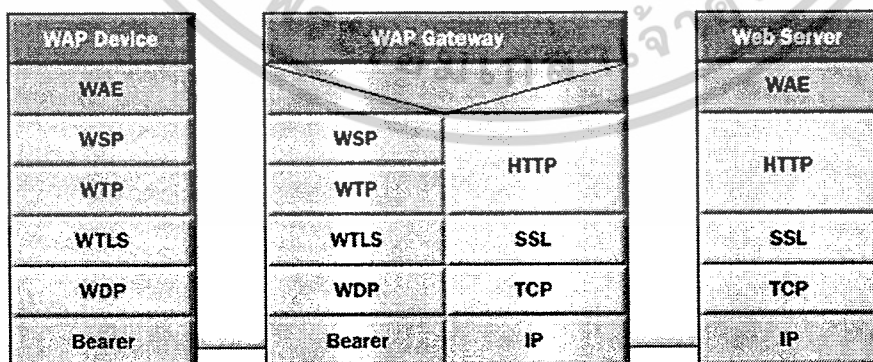 WAP Device
WAP Gateway
Web Server
WAE
WAE
WSP
WSP
HTTP
HTTP
WTP
WTP
WTLS
WTLS
SSL
SSL
WDP
WDP
TCP
TCP
Bearer
Bearer
IP
IP